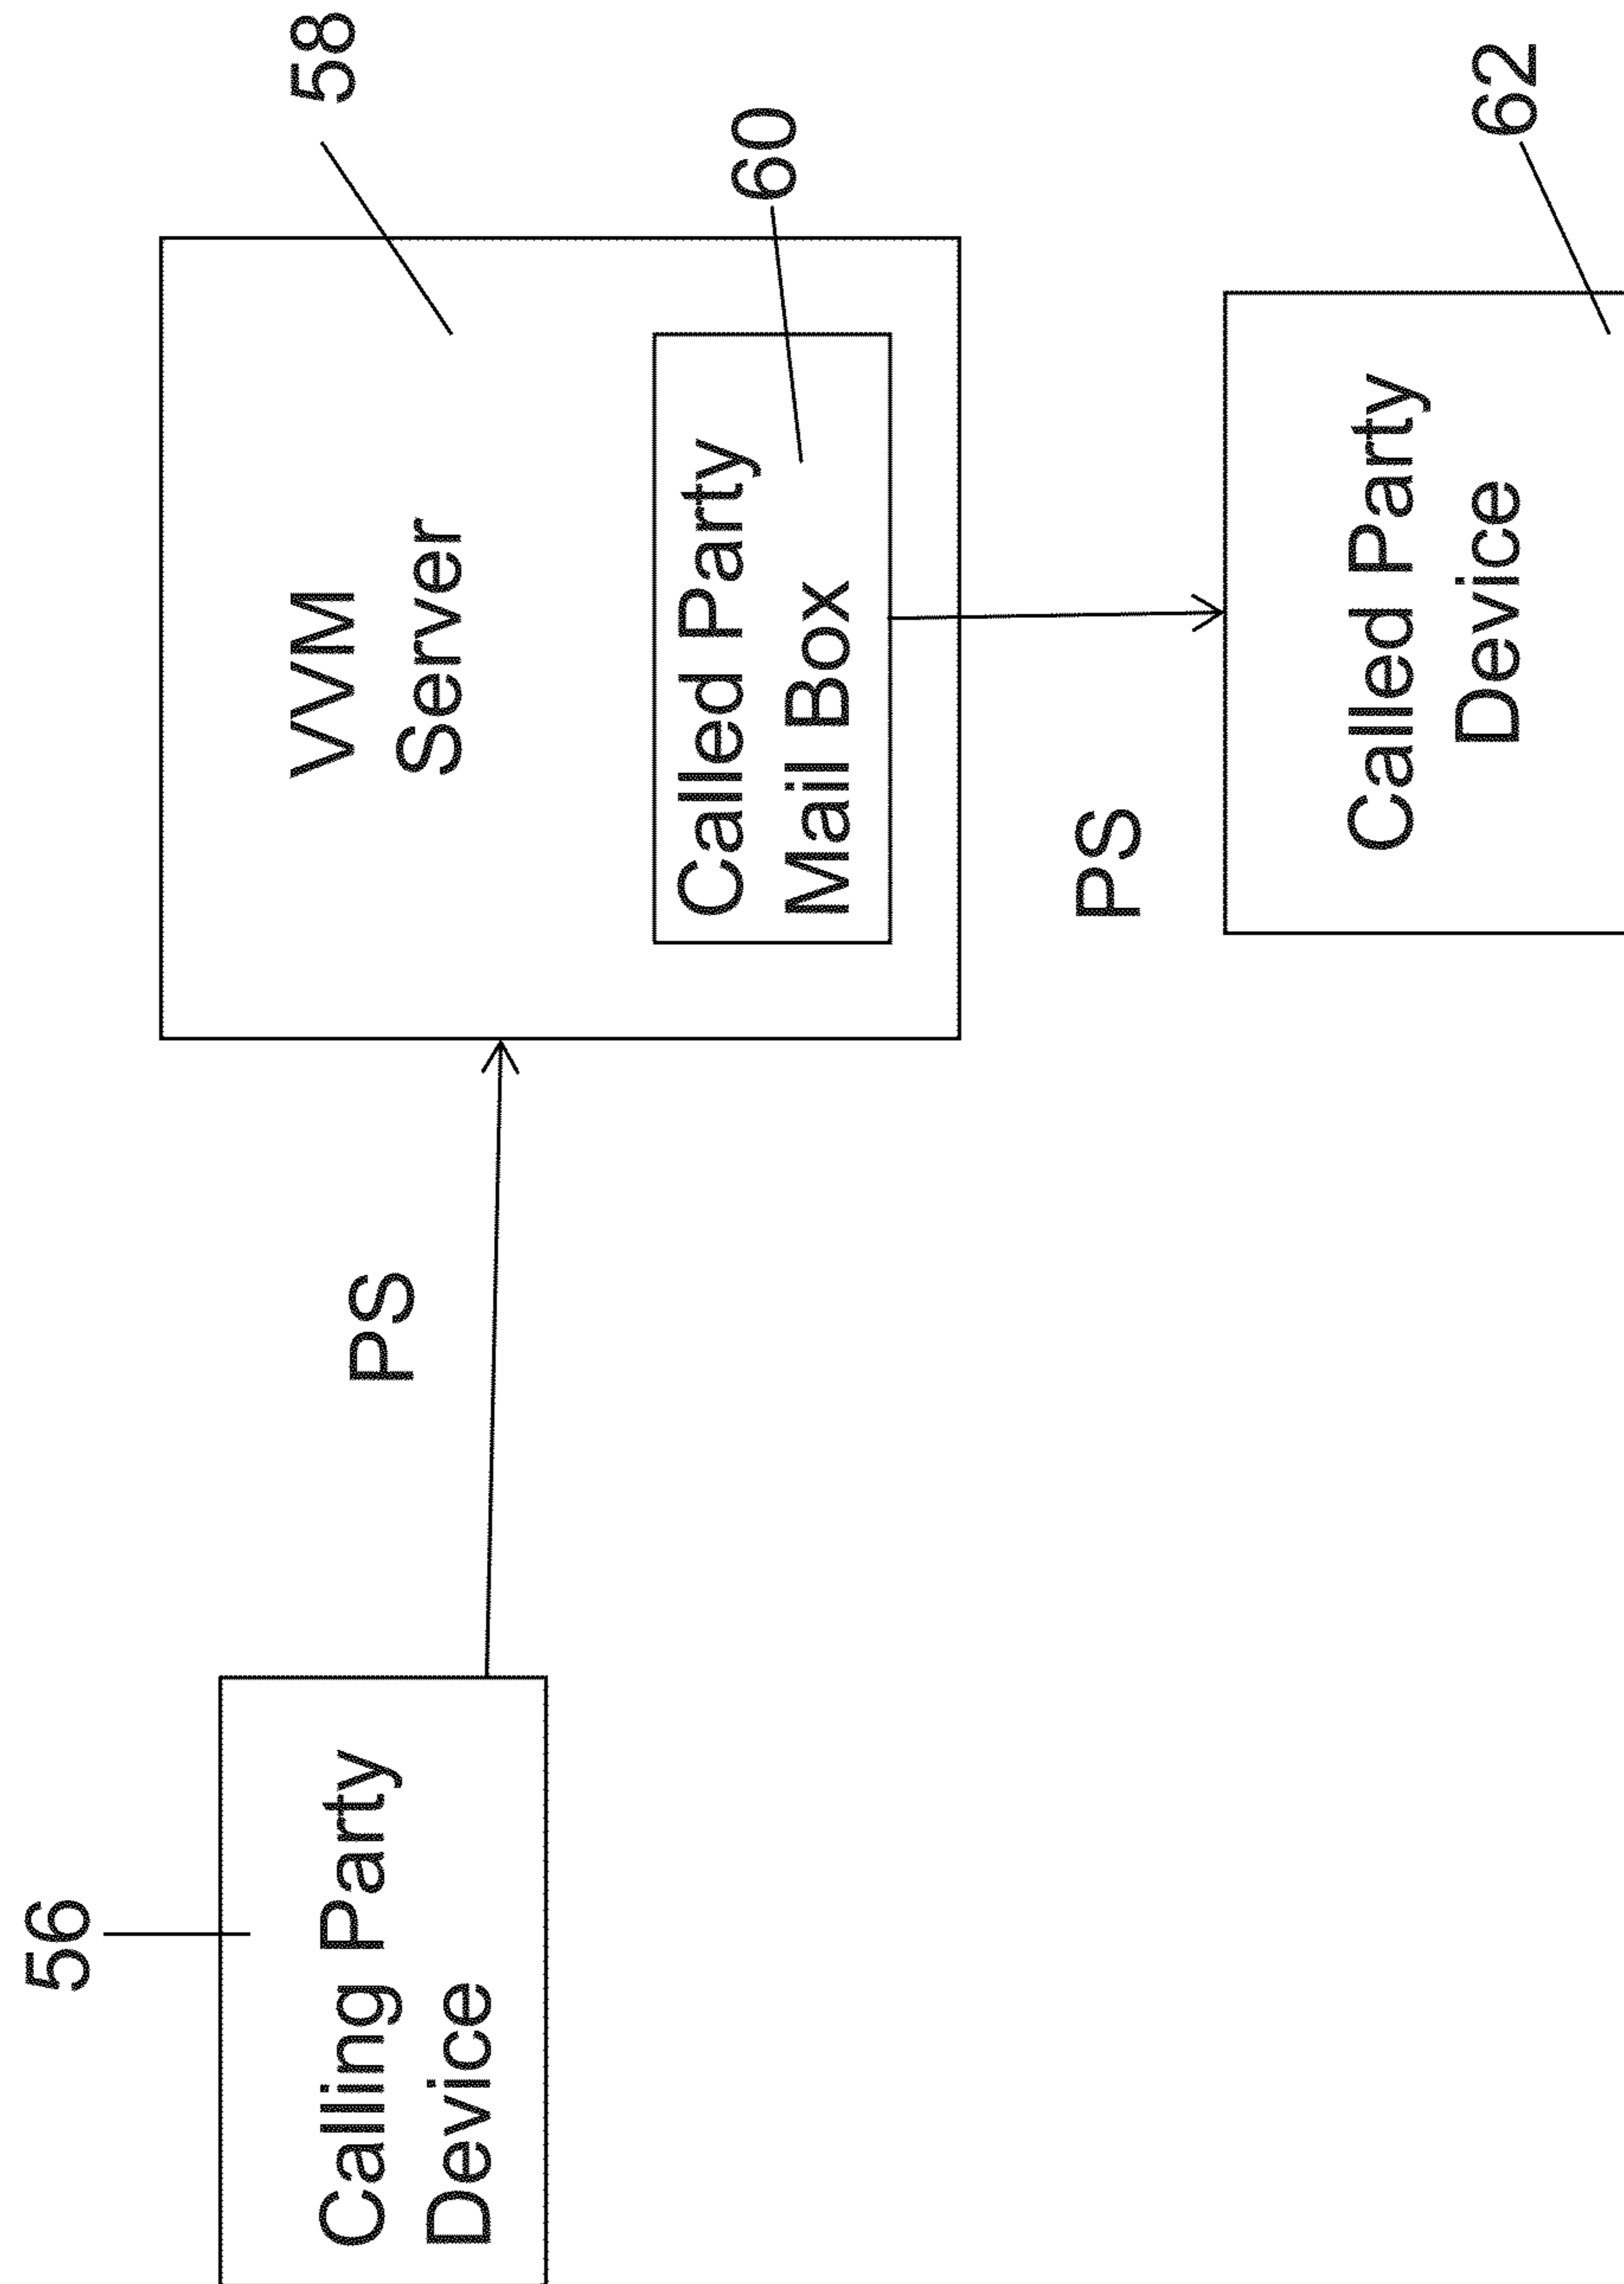 56
Calling Party
Device
PS
VVM
Server
58
Called Party
Mail Box
60
PS
Called Party
Device
62